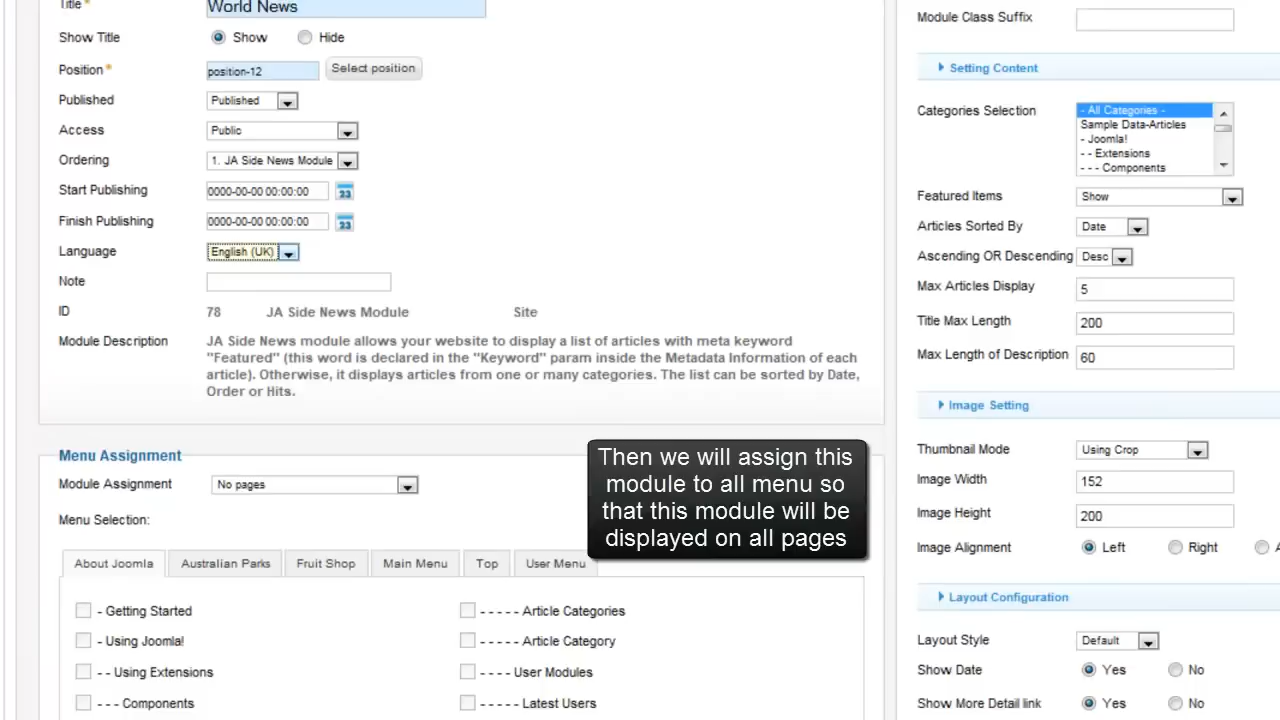 Title *
World News
Show Title
Show
Hide
Position *
position-12
Select position
Published
Published
Access
Public
Ordering
1. JA Side News Module
Start Publishing
0000-00-00 00:00:00
23
Finish Publishing
0000-00-00 00:00:00
23
Language
English (UK)
Note
ID
78
JA Side News Module
Site
Module Description
JA Side News module allows your website to display a list of articles with meta keyword
"Featured" (this word is declared in the "Keyword" param inside the Metadata Information of each
article). Otherwise, it displays articles from one or many categories. The list can be sorted by Date,
Order or Hits.
Menu Assignment
Module Assignment
No pages
Menu Selection:
Then we will assign this
module to all menu so
that this module will be
displayed on all pages
About Joomla
Australian Parks
Fruit Shop
Main Menu
Top
User Menu
- Getting Started
- Using Joomla!
- - Using Extensions
- - - Components
- - - - - Article Categories
- - - - - Article Category
- - - - User Modules
- - - - - Latest Users
Module Class Suffix
Setting Content
Categories Selection
- All Categories -
Sample Data-Articles
- Joomla!
- - Extensions
- - - Components
Featured Items
Show
Articles Sorted By
Date
Ascending OR Descending
Desc
Max Articles Display
5
Title Max Length
200
Max Length of Description
60
Image Setting
Thumbnail Mode
Using Crop
Image Width
152
Image Height
200
Image Alignment
Left
Right
Layout Configuration
Layout Style
Default
Show Date
Yes
No
Show More Detail link
Yes
No